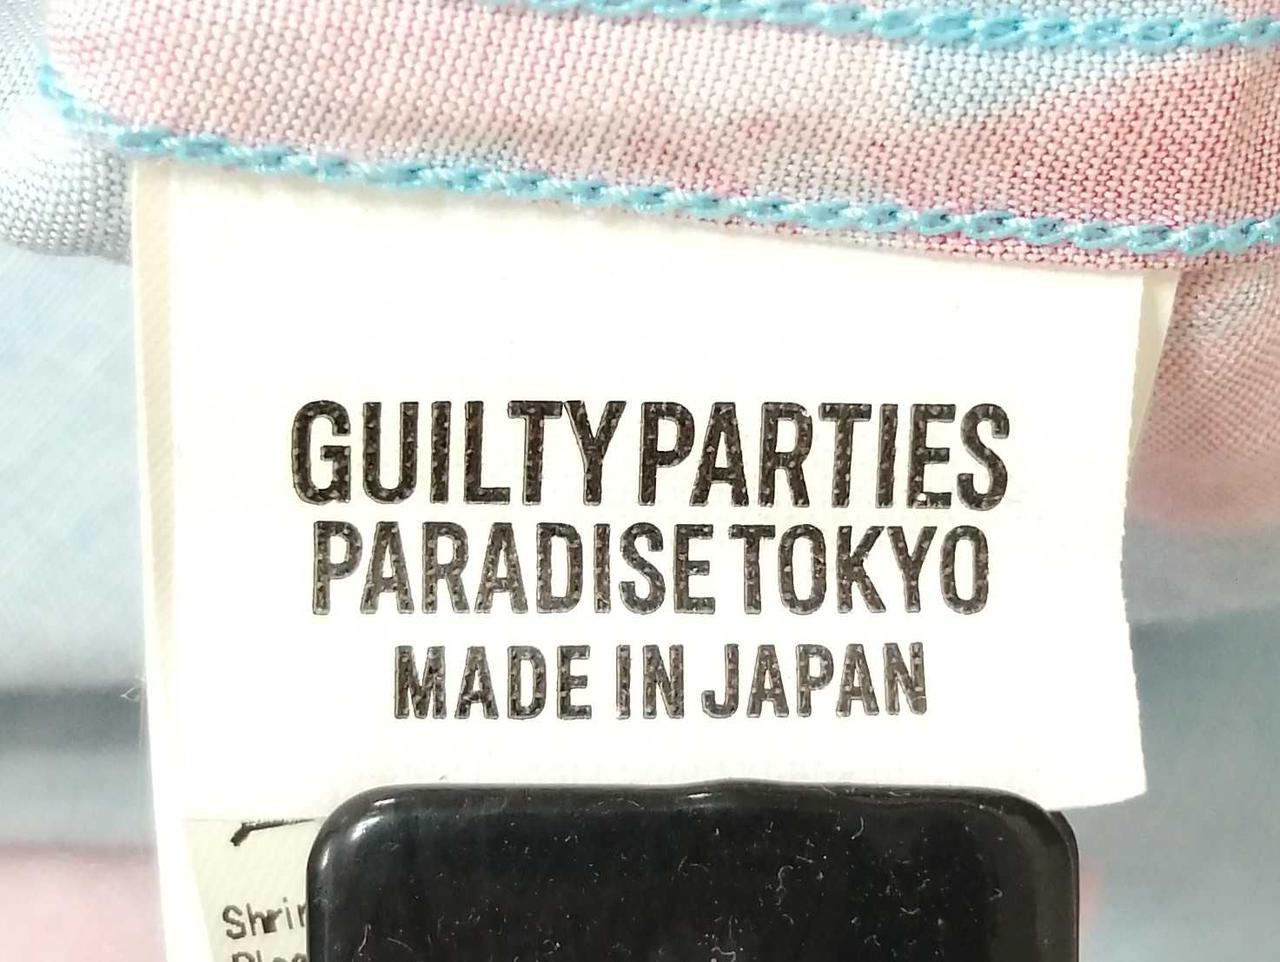 GUILTY PARTIES
PARADISE TOKYO
MADE IN JAPAN